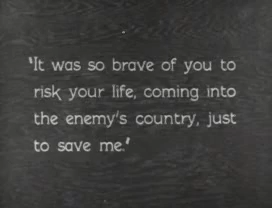 "It was so brave of you to
risk your life, coming into
the enemy's country, just
to save me."